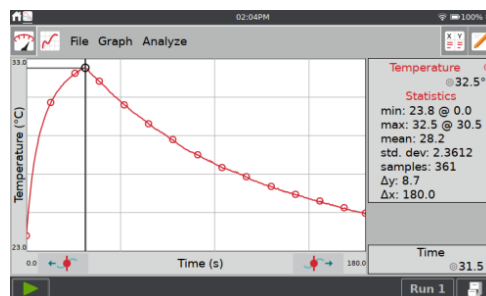 02:04PM
100%
File Graph Analyze
X Y
33.0
Temperature (°C)
23.0
0.0
Time (s)
180.0
Temperature
32.5°
Statistics
min: 23.8 @ 0.0
max: 32.5 @ 30.5
mean: 28.2
std. dev: 2.3612
samples: 361
Δy: 8.7
Δx: 180.0
Time
31.5
Run 1